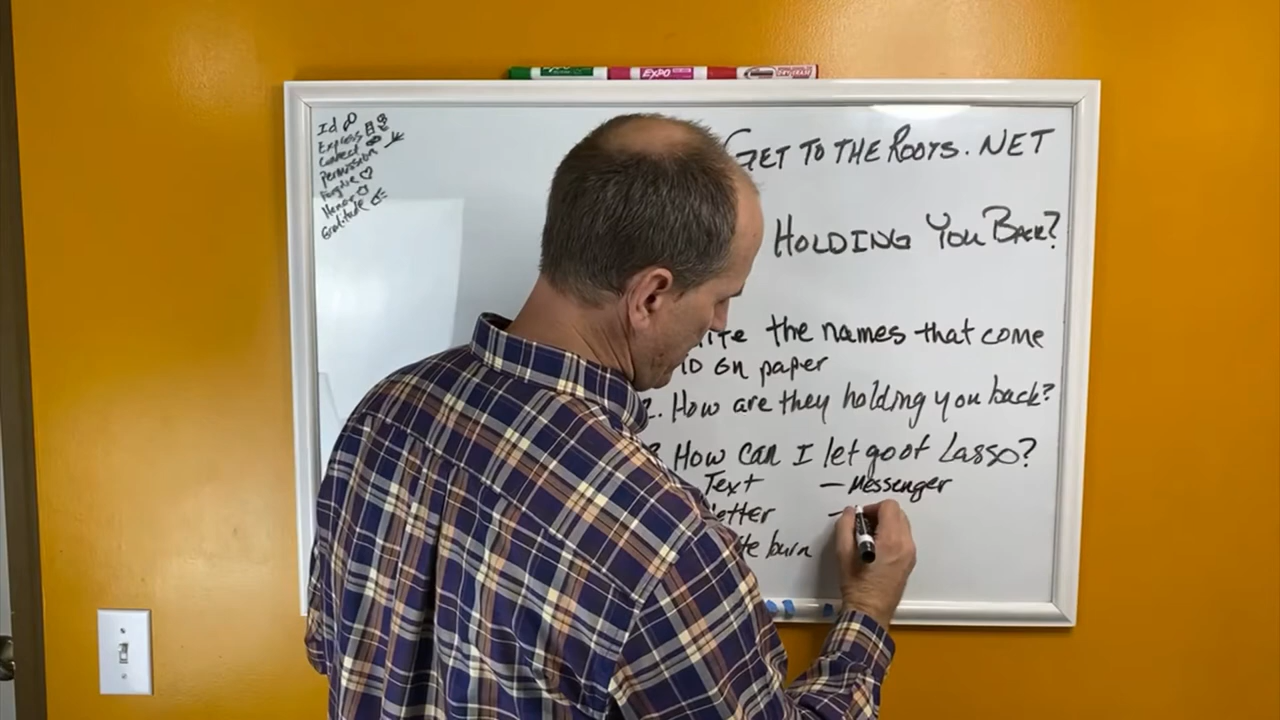 EXPO
Id
Express
Connect
Permission
Forgive
Honor
Gratitude
GET TO THE ROOTS. NET
HOLDING YOU BACK?
the names that come
on paper
2. How are they holding you back?
How can I let go of Lasso?
Text — Messenger
letter —
burn